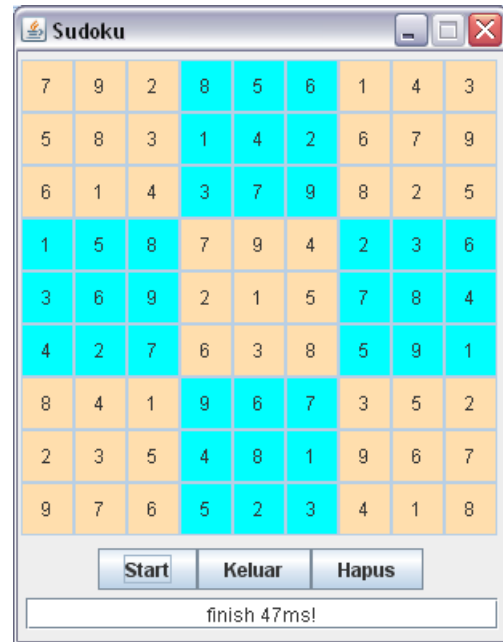 Sudoku
7 9 2 8 5 6 1 4 3
5 8 3 1 4 2 6 7 9
6 1 4 3 7 9 8 2 5
1 5 8 7 9 4 2 3 6
3 6 9 2 1 5 7 8 4
4 2 7 6 3 8 5 9 1
8 4 1 9 6 7 3 5 2
2 3 5 4 8 1 9 6 7
9 7 6 5 2 3 4 1 8
Start Keluar Hapus
finish 47ms!